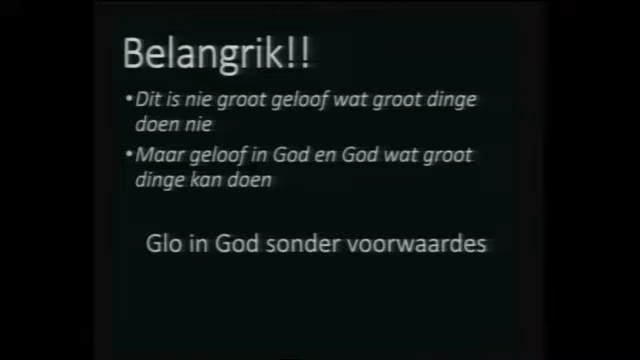 Belangrik!!
•Dit is nie groot geloof wat groot dinge
doen nie
•Maar geloof in God en God wat groot
dinge kan doen
Glo in God sonder voorwaardes